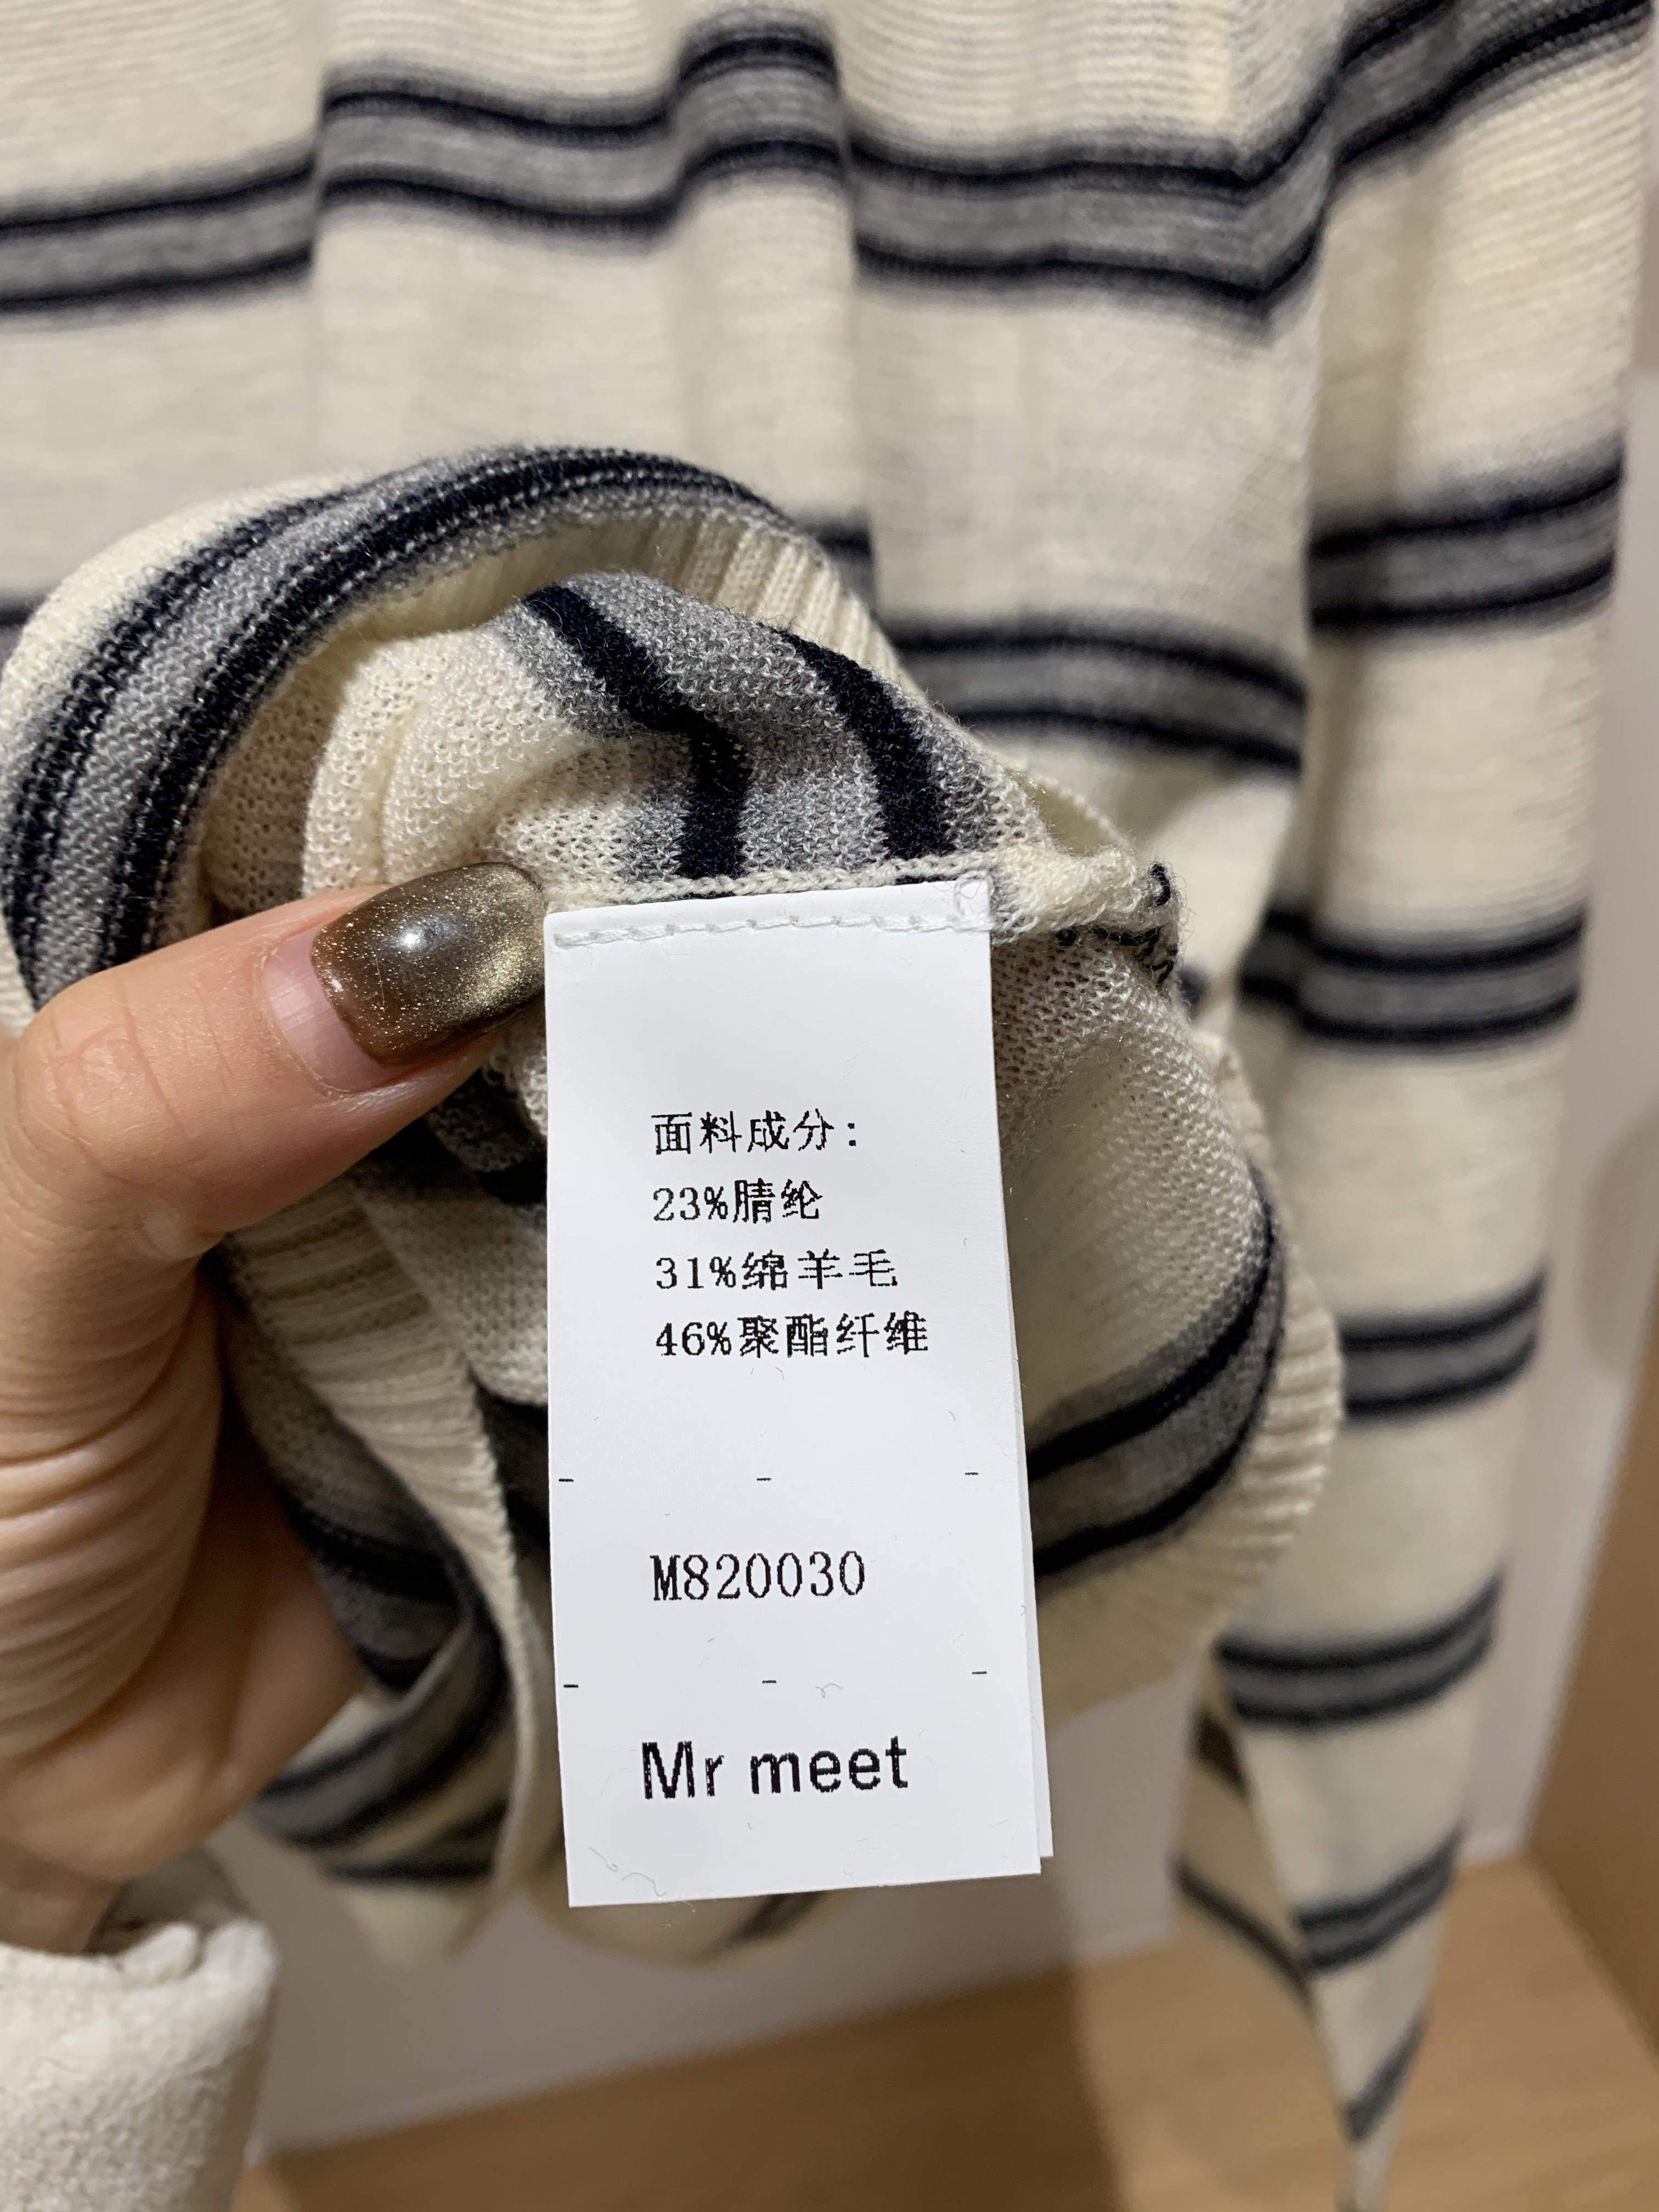 面料成分：
23%腈纶
31%绵羊毛
46%聚酯纤维
M820030
Mr meet